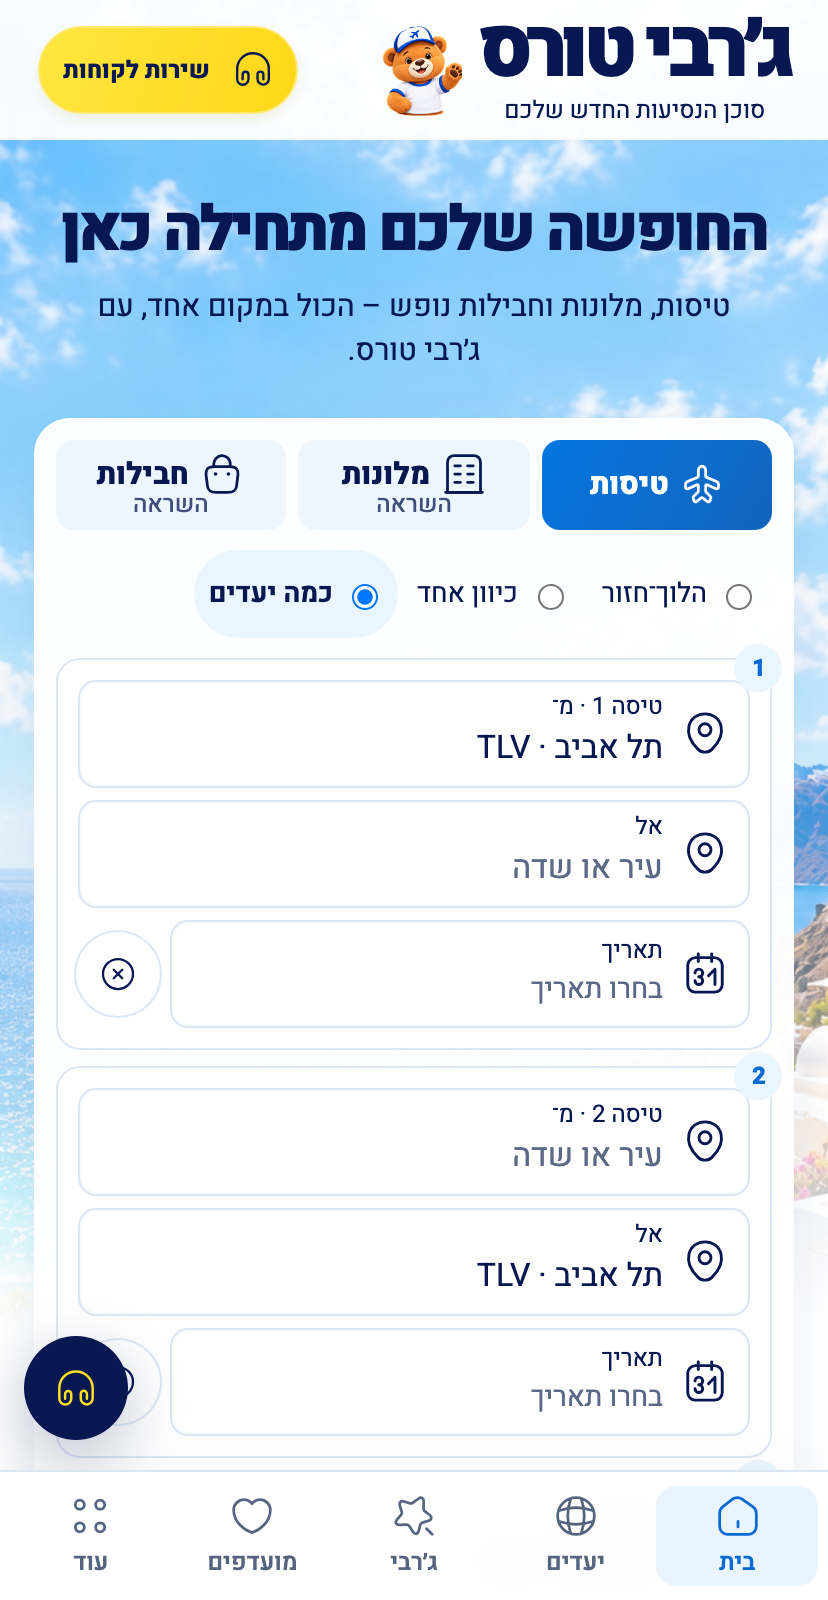 ג׳רבי טורס
סוכן הנסיעות החדש שלכם
שירות לקוחות
החופשה שלכם מתחילה כאן
טיסות, מלונות וחבילות נופש – הכול במקום אחד, עם
ג׳רבי טורס.
טיסות
מלונות
השראה
חבילות
השראה
הלוך־חזור
כיוון אחד
כמה יעדים
1
טיסה 1 · מ־
תל אביב · TLV
אל
עיר או שדה
תאריך
בחרו תאריך
31
2
טיסה 2 · מ־
עיר או שדה
אל
תל אביב · TLV
תאריך
בחרו תאריך
31
בית
יעדים
ג׳רבי
מועדפים
עוד